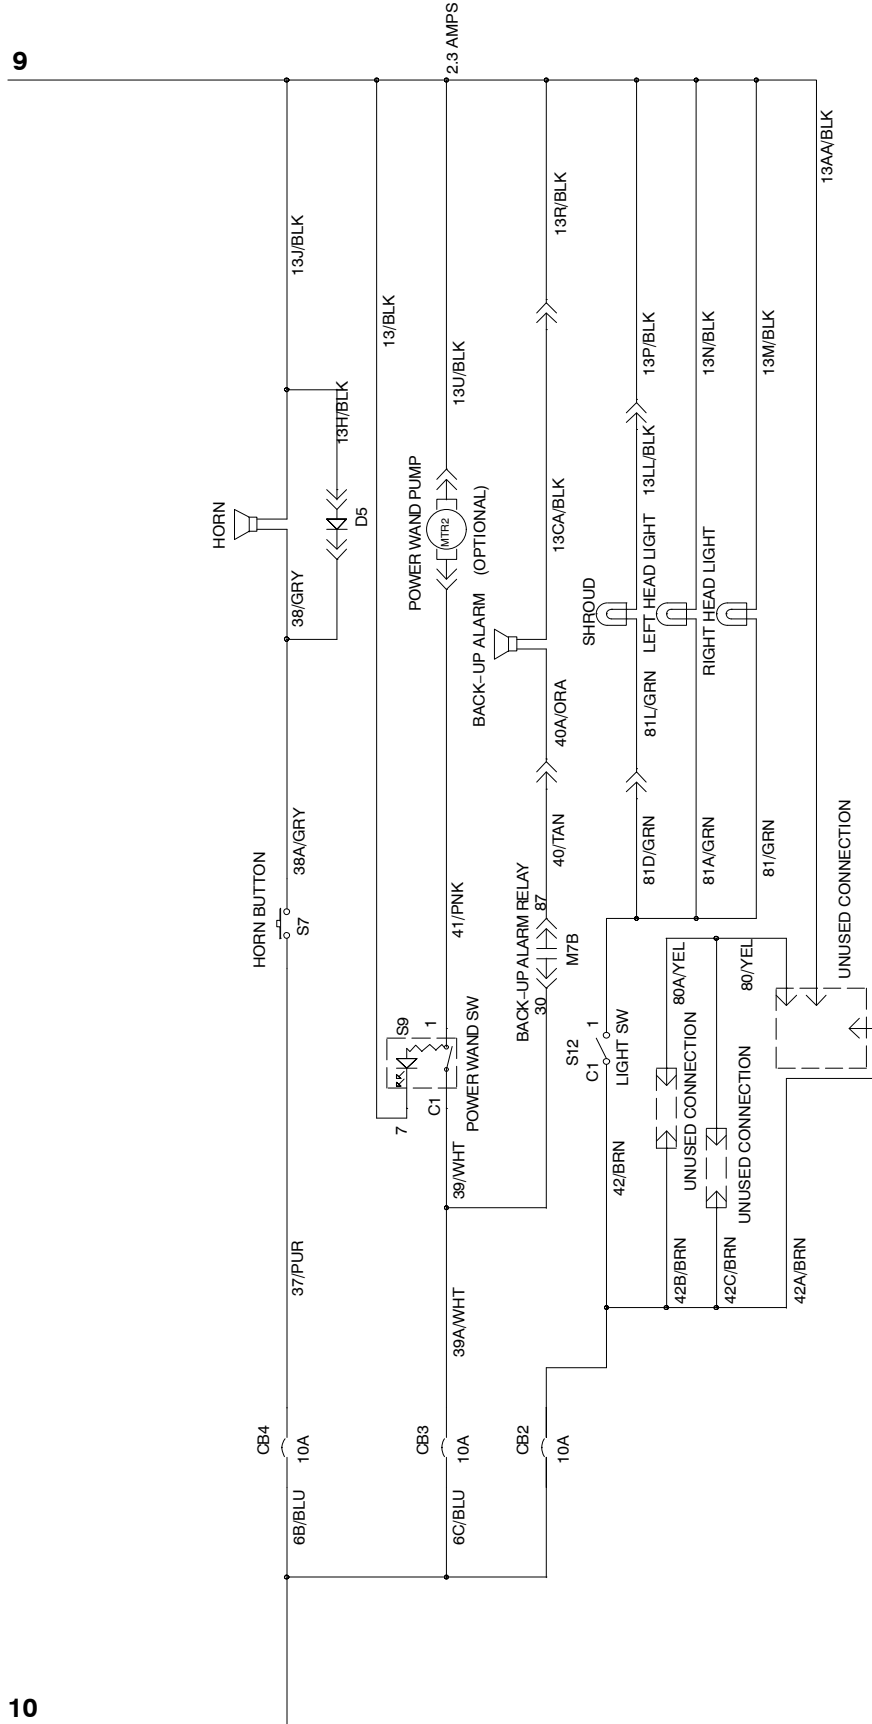 9
2.3 AMPS
13J/BLK
13/BLK
13U/BLK
13R/BLK
13P/BLK
13N/BLK
13M/BLK
13AA/BLK
HORN
13H/BLK
D5
38/GRY
POWER WAND PUMP
MTR2
(OPTIONAL)
BACK-UP ALARM
13CA/BLK
SHROUD
13LL/BLK
LEFT HEAD LIGHT
RIGHT HEAD LIGHT
HORN BUTTON
38A/GRY
S7
41/PNK
40A/ORA
40/TAN
BACK-UP ALARM RELAY
87
30
M7B
81L/GRN
81D/GRN
81A/GRN
81/GRN
S9
1
C1
7
POWER WAND SW
S12
1
C1
LIGHT SW
80A/YEL
80/YEL
UNUSED CONNECTION
UNUSED CONNECTION
UNUSED CONNECTION
37/PUR
39/WHT
39A/WHT
42/BRN
42B/BRN
42C/BRN
42A/BRN
CB4
10A
CB3
10A
CB2
10A
6B/BLU
6C/BLU
10